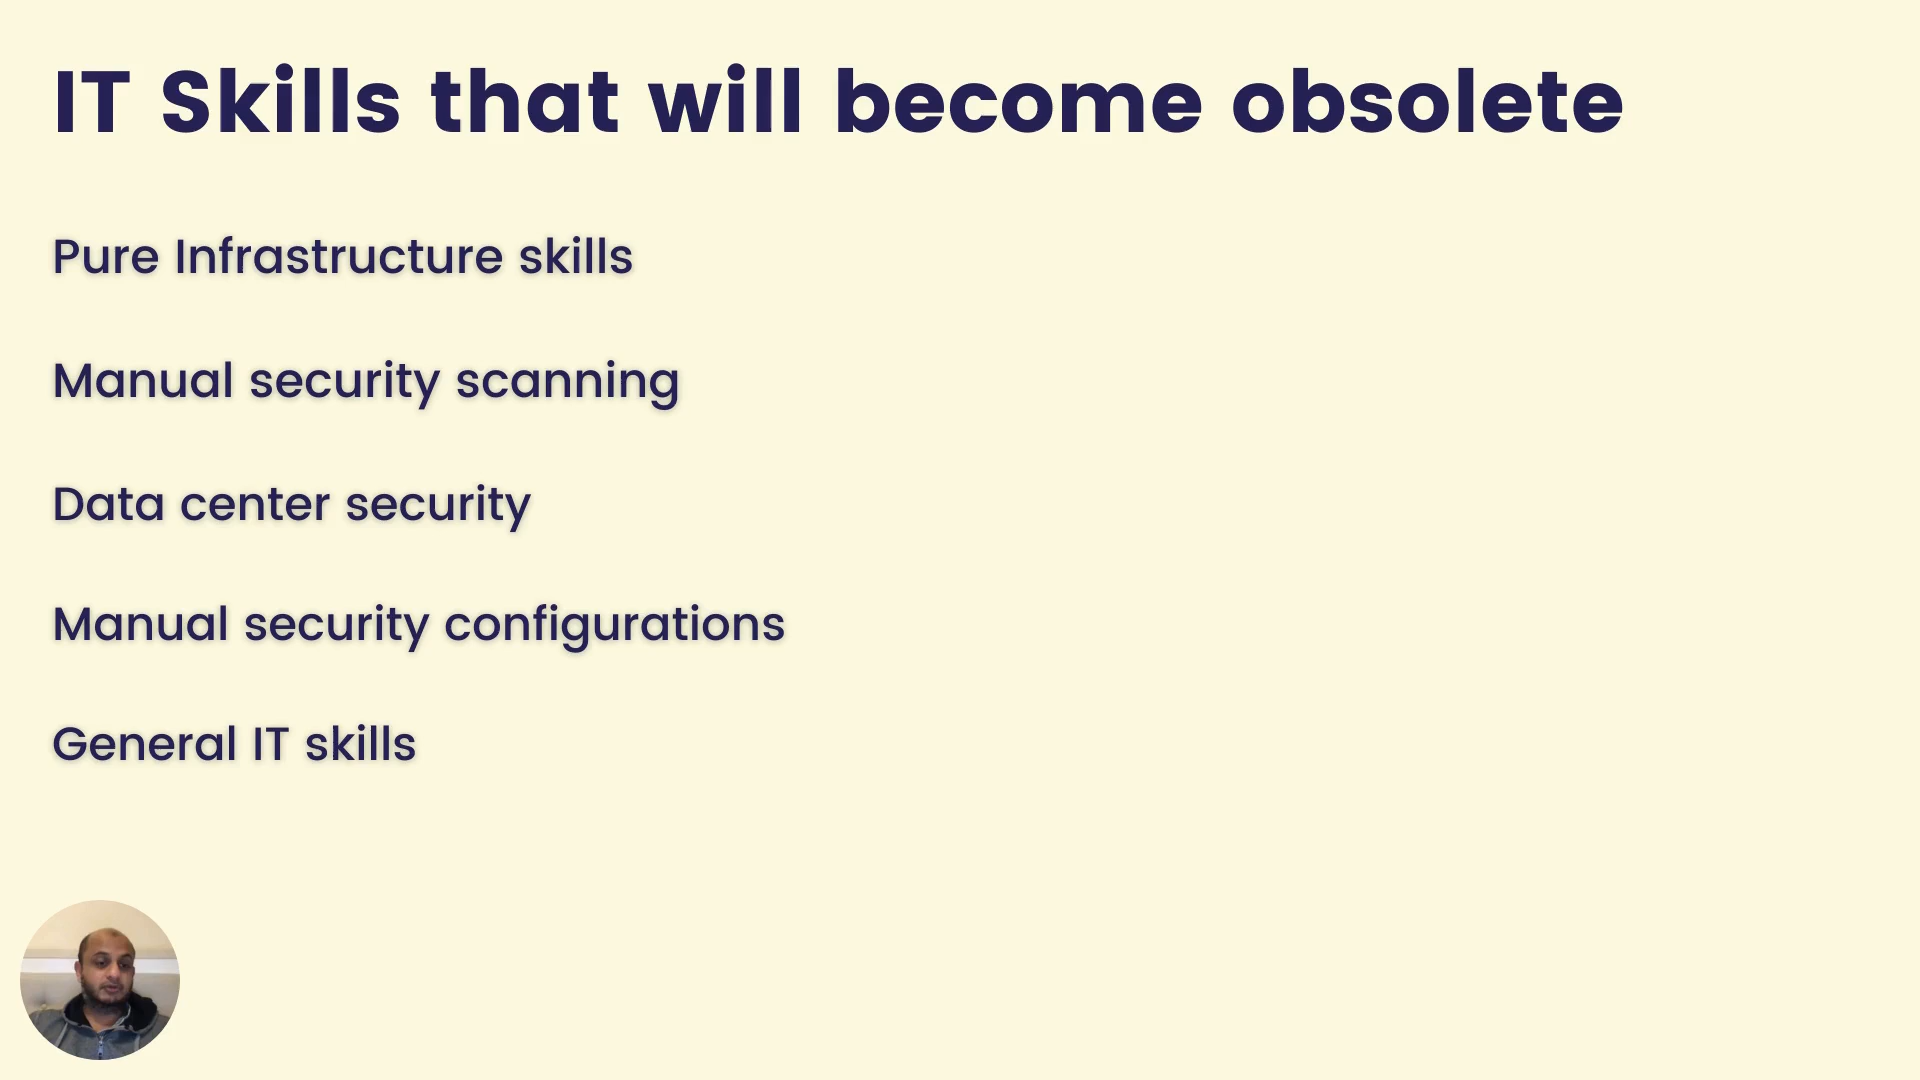 IT Skills that will become obsolete
Pure Infrastructure skills
Manual security scanning
Data center security
Manual security configurations
General IT skills